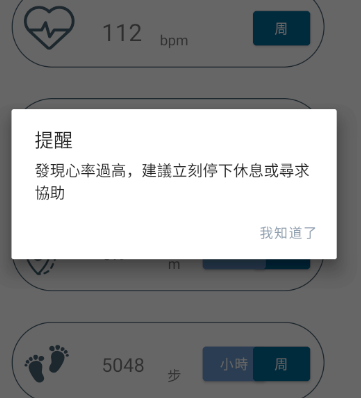 112 bpm 周
提醒
發現心率過高，建議立刻停下休息或尋求
協助
我知道了
m
5048 步 小時 周